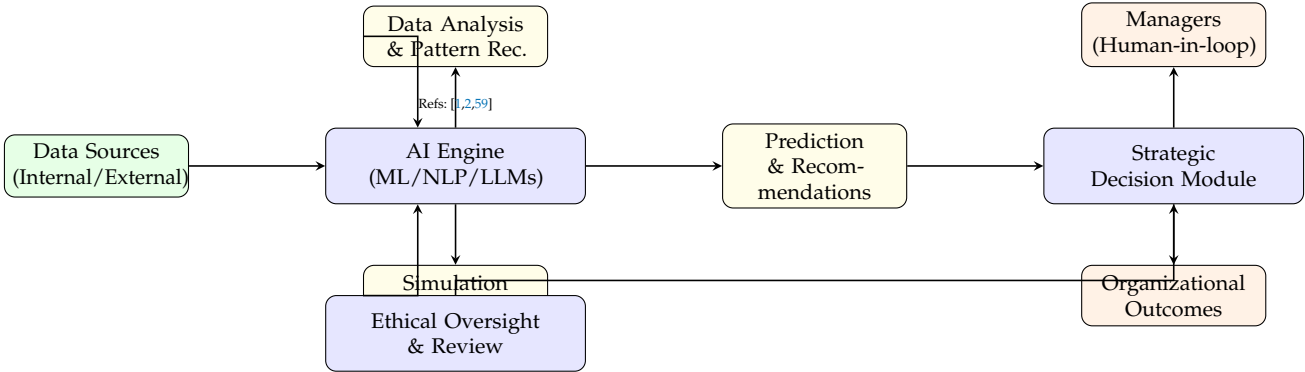 Data Analysis
& Pattern Rec.
Managers
(Human-in-loop)
Refs: [1,2,59]
Data Sources
(Internal/External)
AI Engine
(ML/NLP/LLMs)
Prediction
& Recom-
mendations
Strategic
Decision Module
Simulation
Ethical Oversight
& Review
Organizational
Outcomes